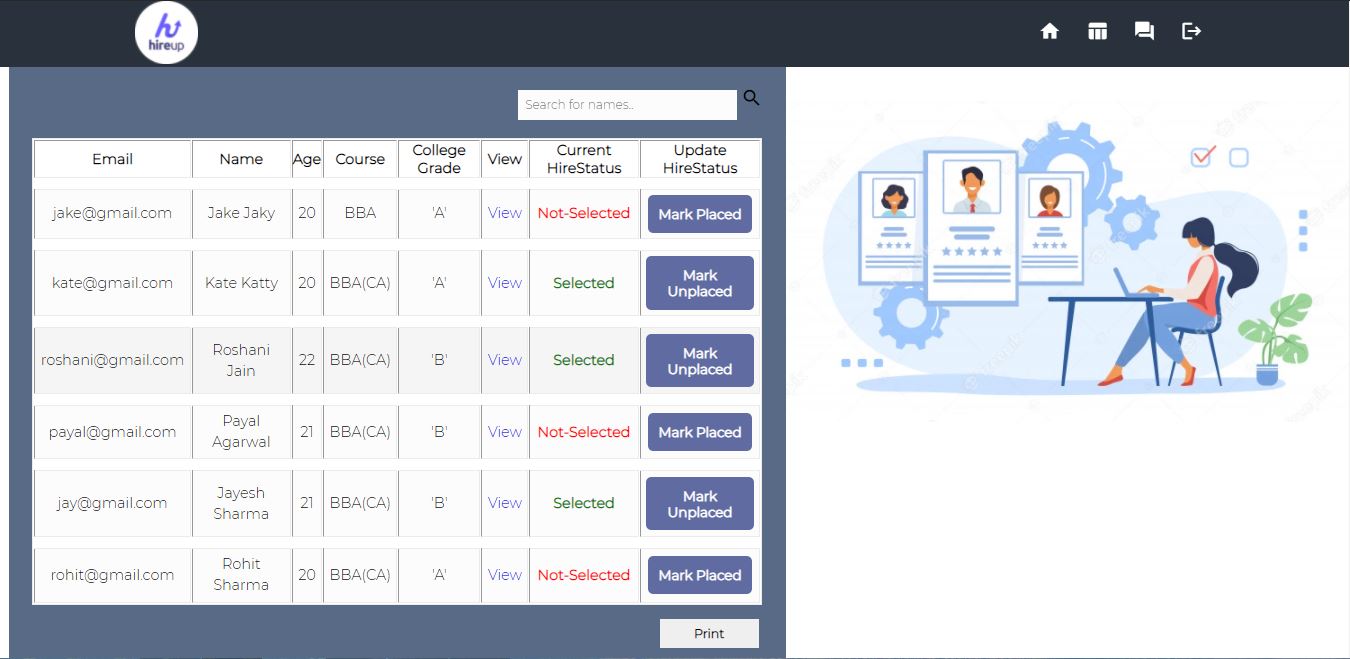 hireup
Search for names..
Email Name Age Course College Grade View Current HireStatus Update HireStatus
jake@gmail.com Jake Jaky 20 BBA 'A' View Not-Selected Mark Placed
kate@gmail.com Kate Katty 20 BBA(CA) 'A' View Selected Mark Unplaced
roshani@gmail.com Roshani Jain 22 BBA(CA) 'B' View Selected Mark Unplaced
payal@gmail.com Payal Agarwal 21 BBA(CA) 'B' View Not-Selected Mark Placed
jay@gmail.com Jayesh Sharma 21 BBA(CA) 'B' View Selected Mark Unplaced
rohit@gmail.com Rohit Sharma 20 BBA(CA) 'A' View Not-Selected Mark Placed
Print